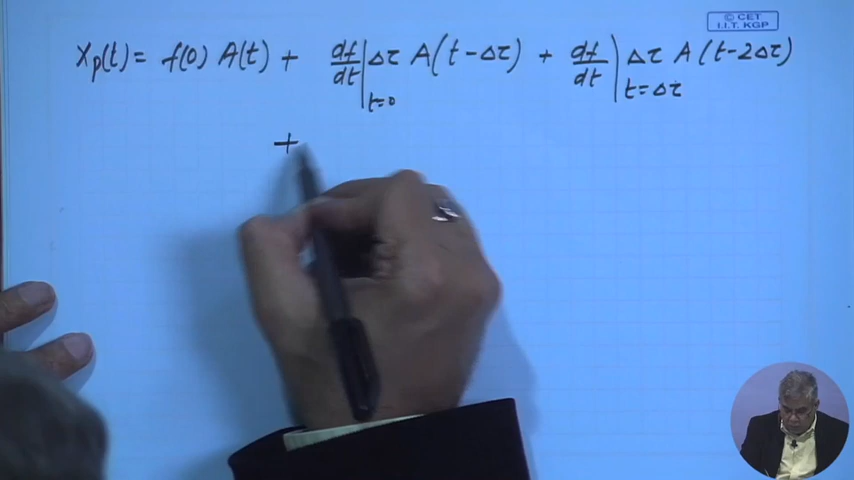 © CET
I.I.T. KGP
Xp(t) = f(0) A(t) + df/dt|t=0 Δτ A(t-Δτ) + df/dt|t=Δτ Δτ A(t-2Δτ)
+